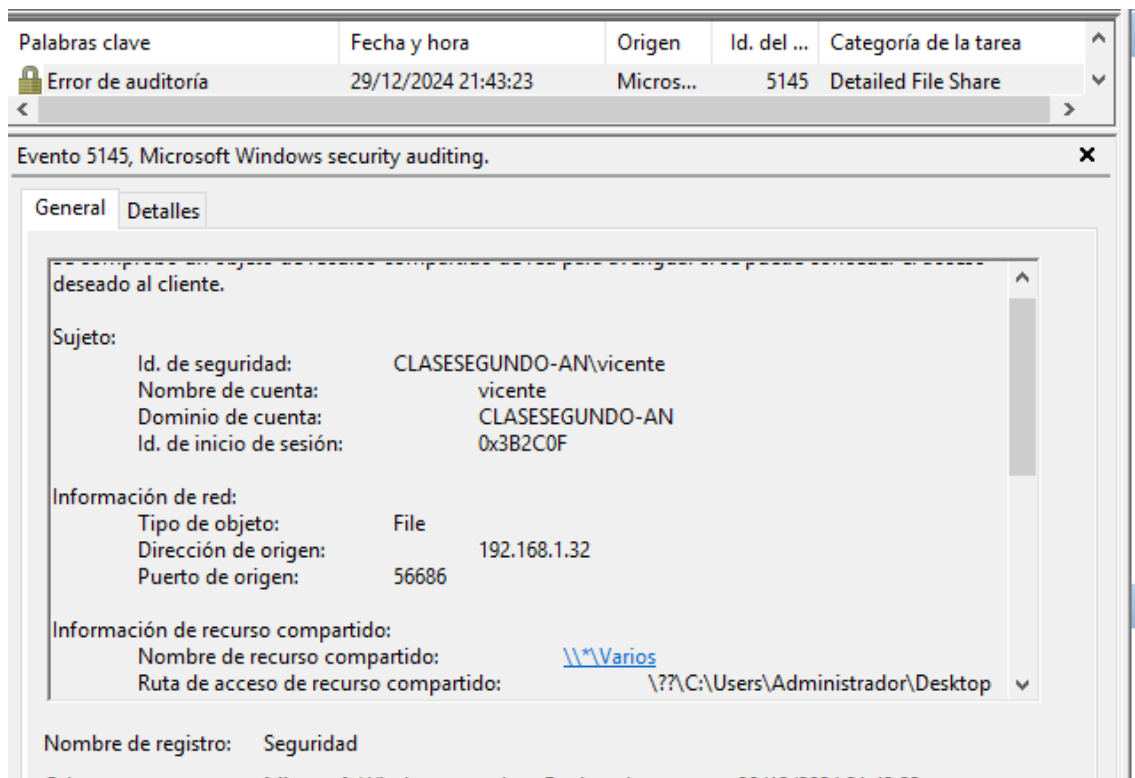 Palabras clave Fecha y hora Origen Id. del ... Categoría de la tarea
Error de auditoría 29/12/2024 21:43:23 Micros... 5145 Detailed File Share
Evento 5145, Microsoft Windows security auditing.
General Detalles
deseado al cliente.
Sujeto:
Id. de seguridad: CLASESEGUNDO-AN\vicente
Nombre de cuenta: vicente
Dominio de cuenta: CLASESEGUNDO-AN
Id. de inicio de sesión: 0x3B2C0F
Información de red:
Tipo de objeto: File
Dirección de origen: 192.168.1.32
Puerto de origen: 56686
Información de recurso compartido:
Nombre de recurso compartido: \\*\Varios
Ruta de acceso de recurso compartido: \??\C:\Users\Administrador\Desktop
Nombre de registro: Seguridad